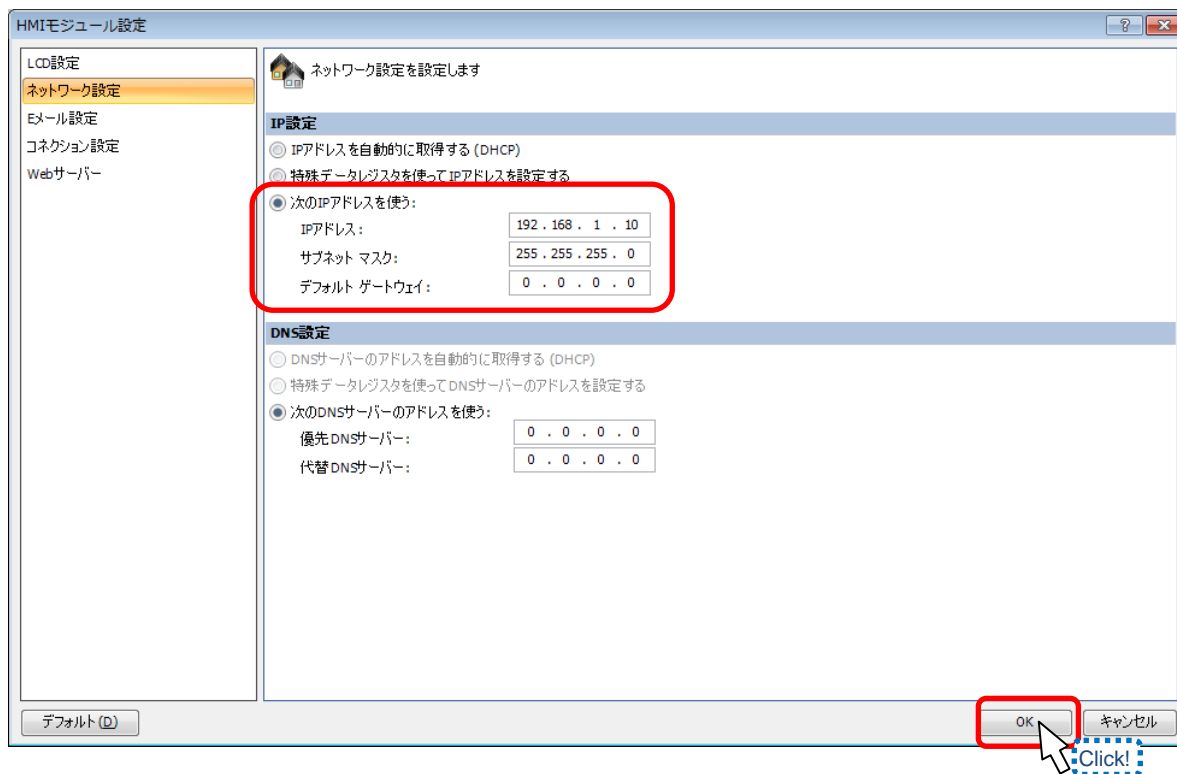 HMIモジュール設定
LCD設定
ネットワーク設定
Eメール設定
コネクション設定
Webサーバー
ネットワーク設定を設定します
IP設定
IPアドレスを自動的に取得する (DHCP)
特殊データレジスタを使ってIPアドレスを設定する
次のIPアドレスを使う:
IPアドレス: 192 . 168 . 1 . 10
サブネット マスク: 255 . 255 . 255 . 0
デフォルト ゲートウェイ: 0 . 0 . 0 . 0
DNS設定
DNSサーバーのアドレスを自動的に取得する (DHCP)
特殊データレジスタを使ってDNSサーバーのアドレスを設定する
次のDNSサーバーのアドレスを使う:
優先DNSサーバー: 0 . 0 . 0 . 0
代替DNSサーバー: 0 . 0 . 0 . 0
デフォルト(D) OK キャンセル
Click!